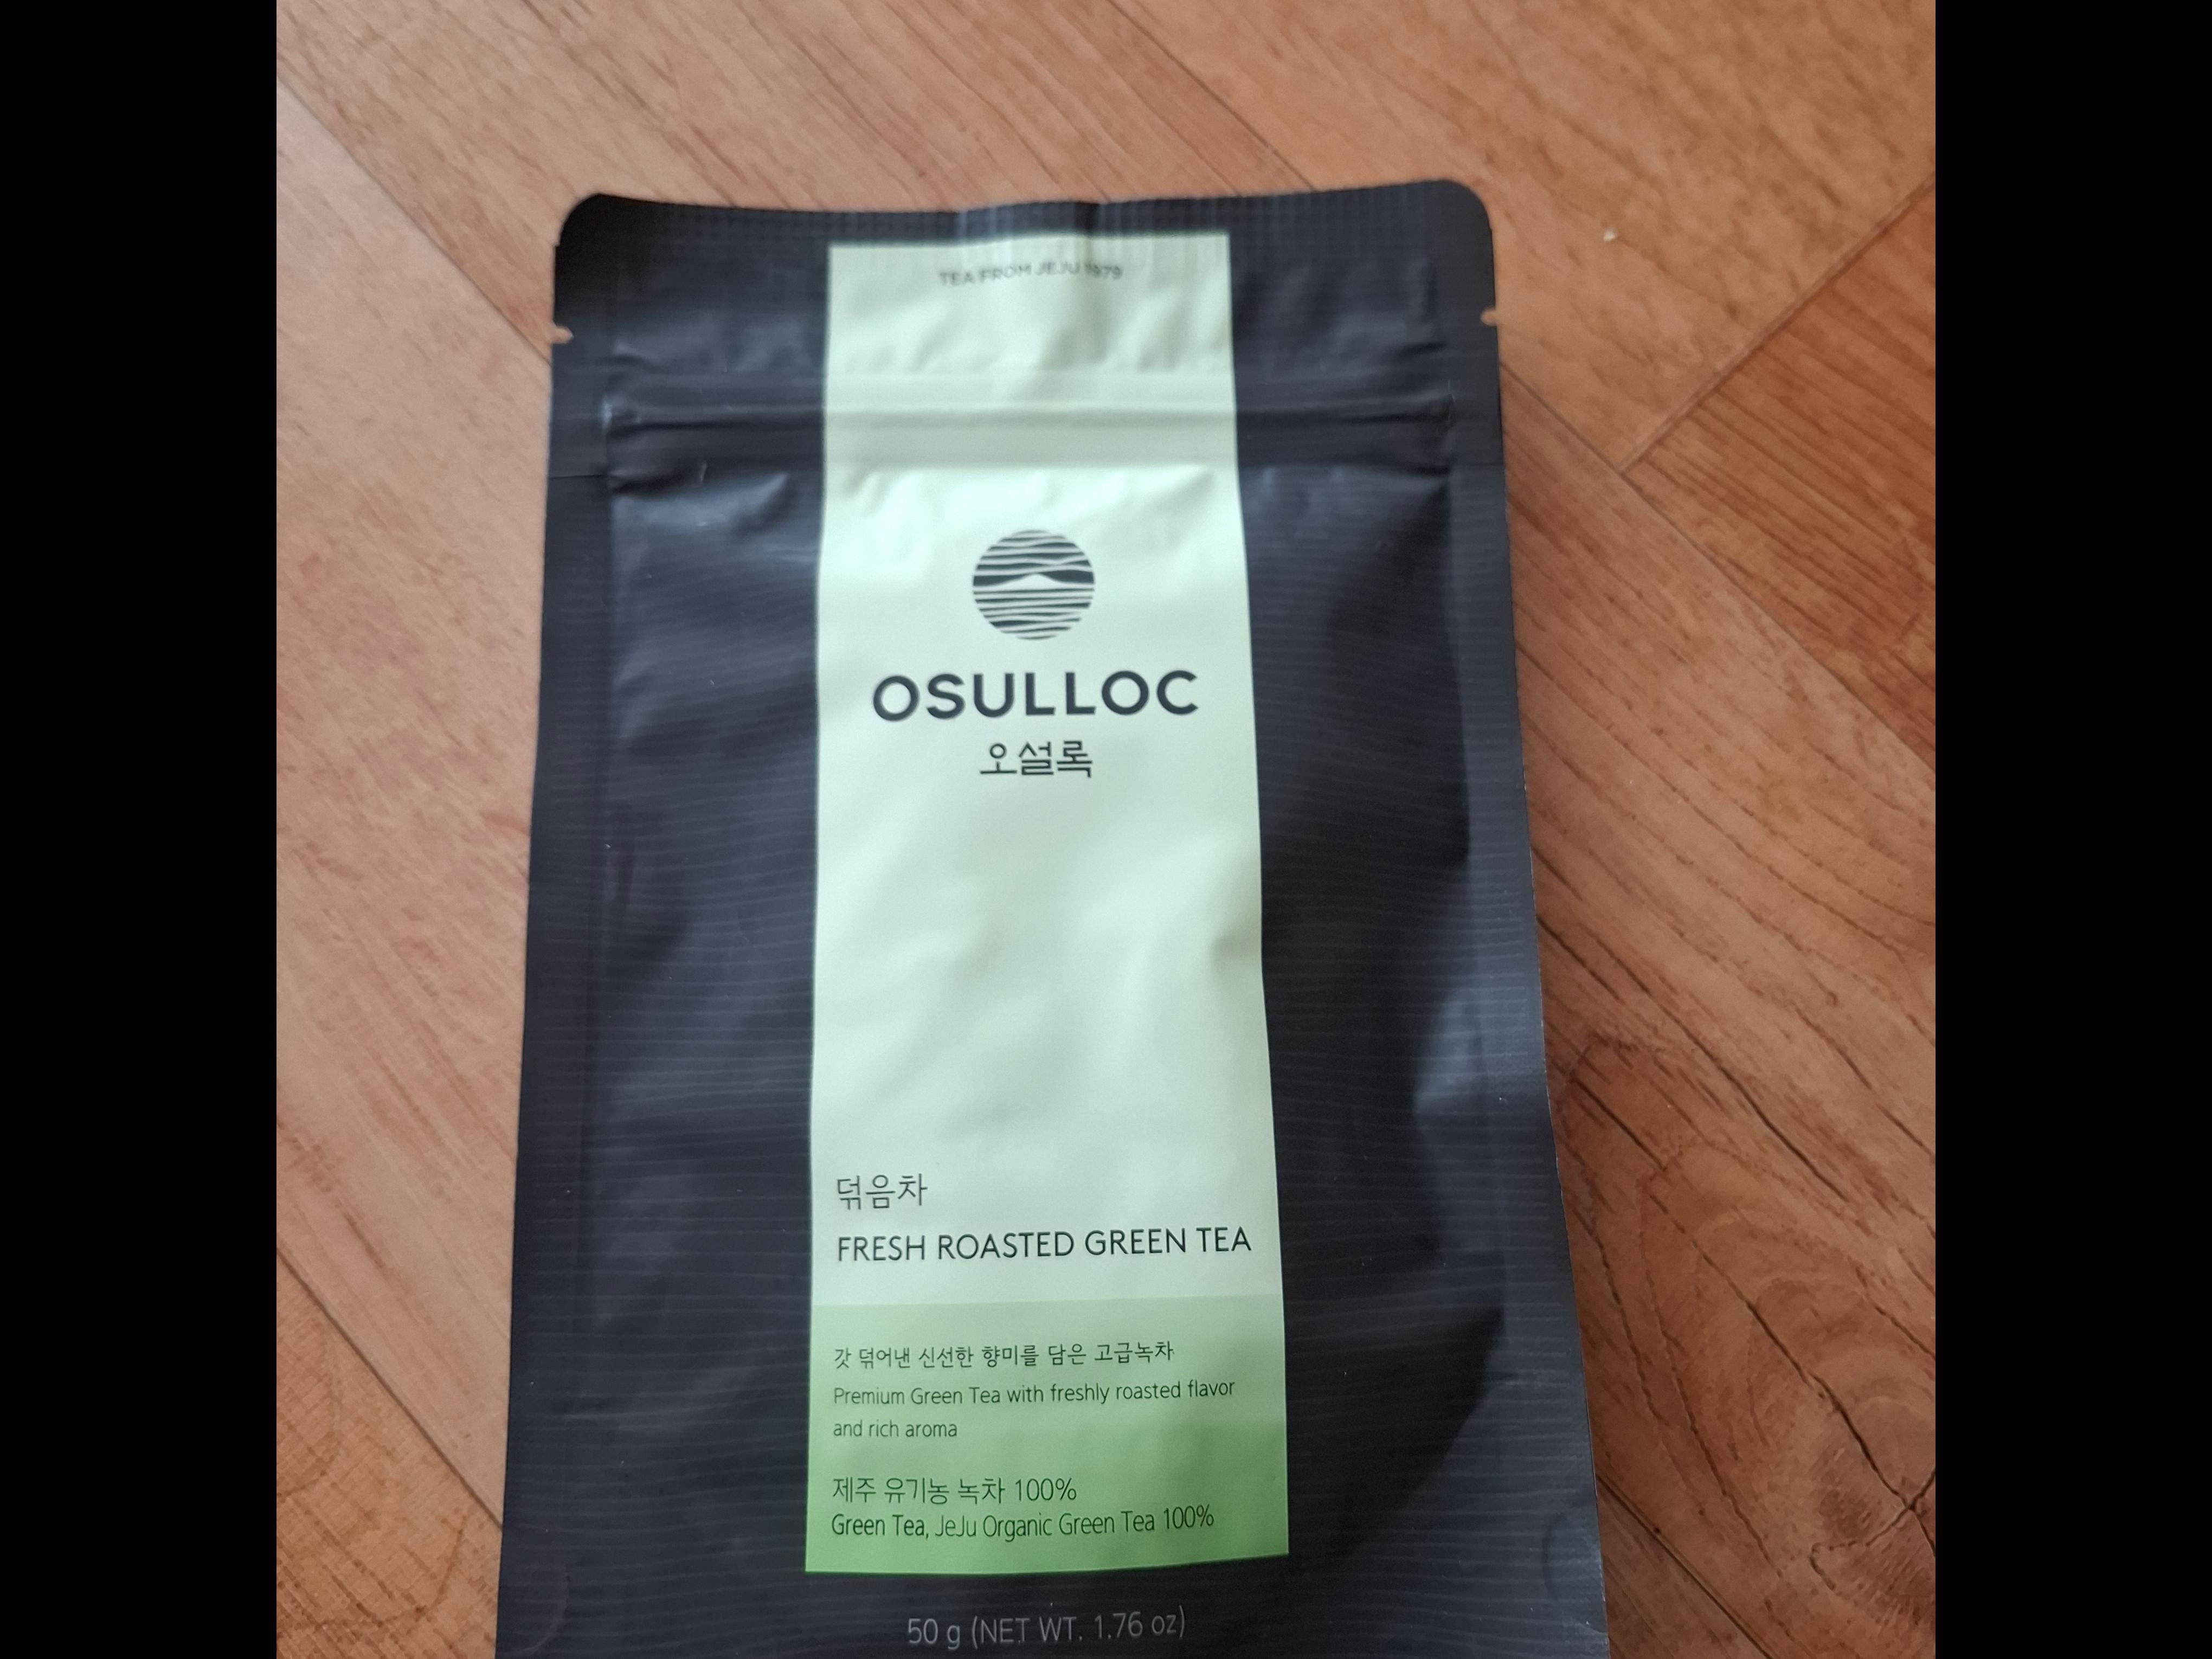 TEA FROM JEJU 1979
OSULLOC
오설록
덖음차
FRESH ROASTED GREEN TEA
갓 덖어낸 신선한 향미를 담은 고급녹차
Premium Green Tea with freshly roasted flavor
and rich aroma
제주 유기농 녹차 100%
Green Tea, JeJu Organic Green Tea 100%
50 g (NET WT. 1.76 oz)